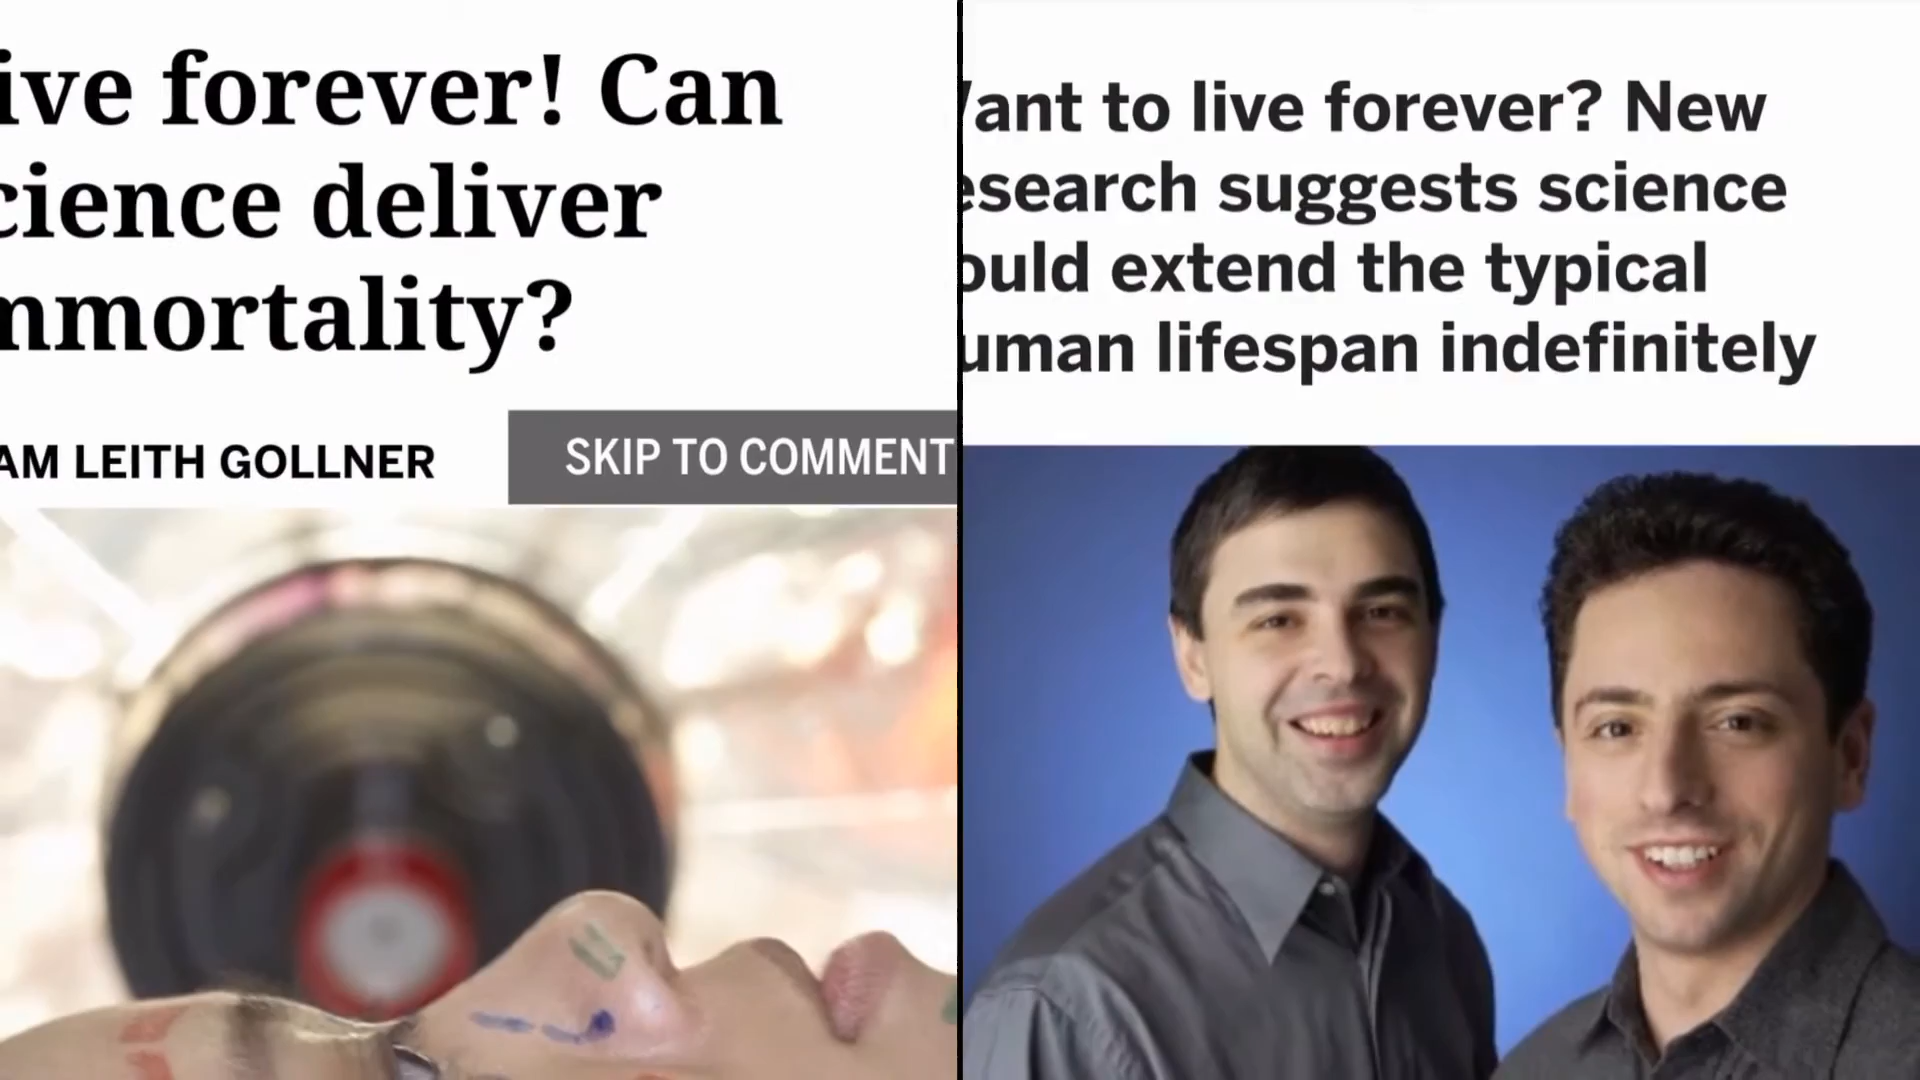 ive forever! Can
cience deliver
mmortality?
AM LEITH GOLLNER
SKIP TO COMMENT
ant to live forever? New
esearch suggests science
ould extend the typical
uman lifespan indefinitely